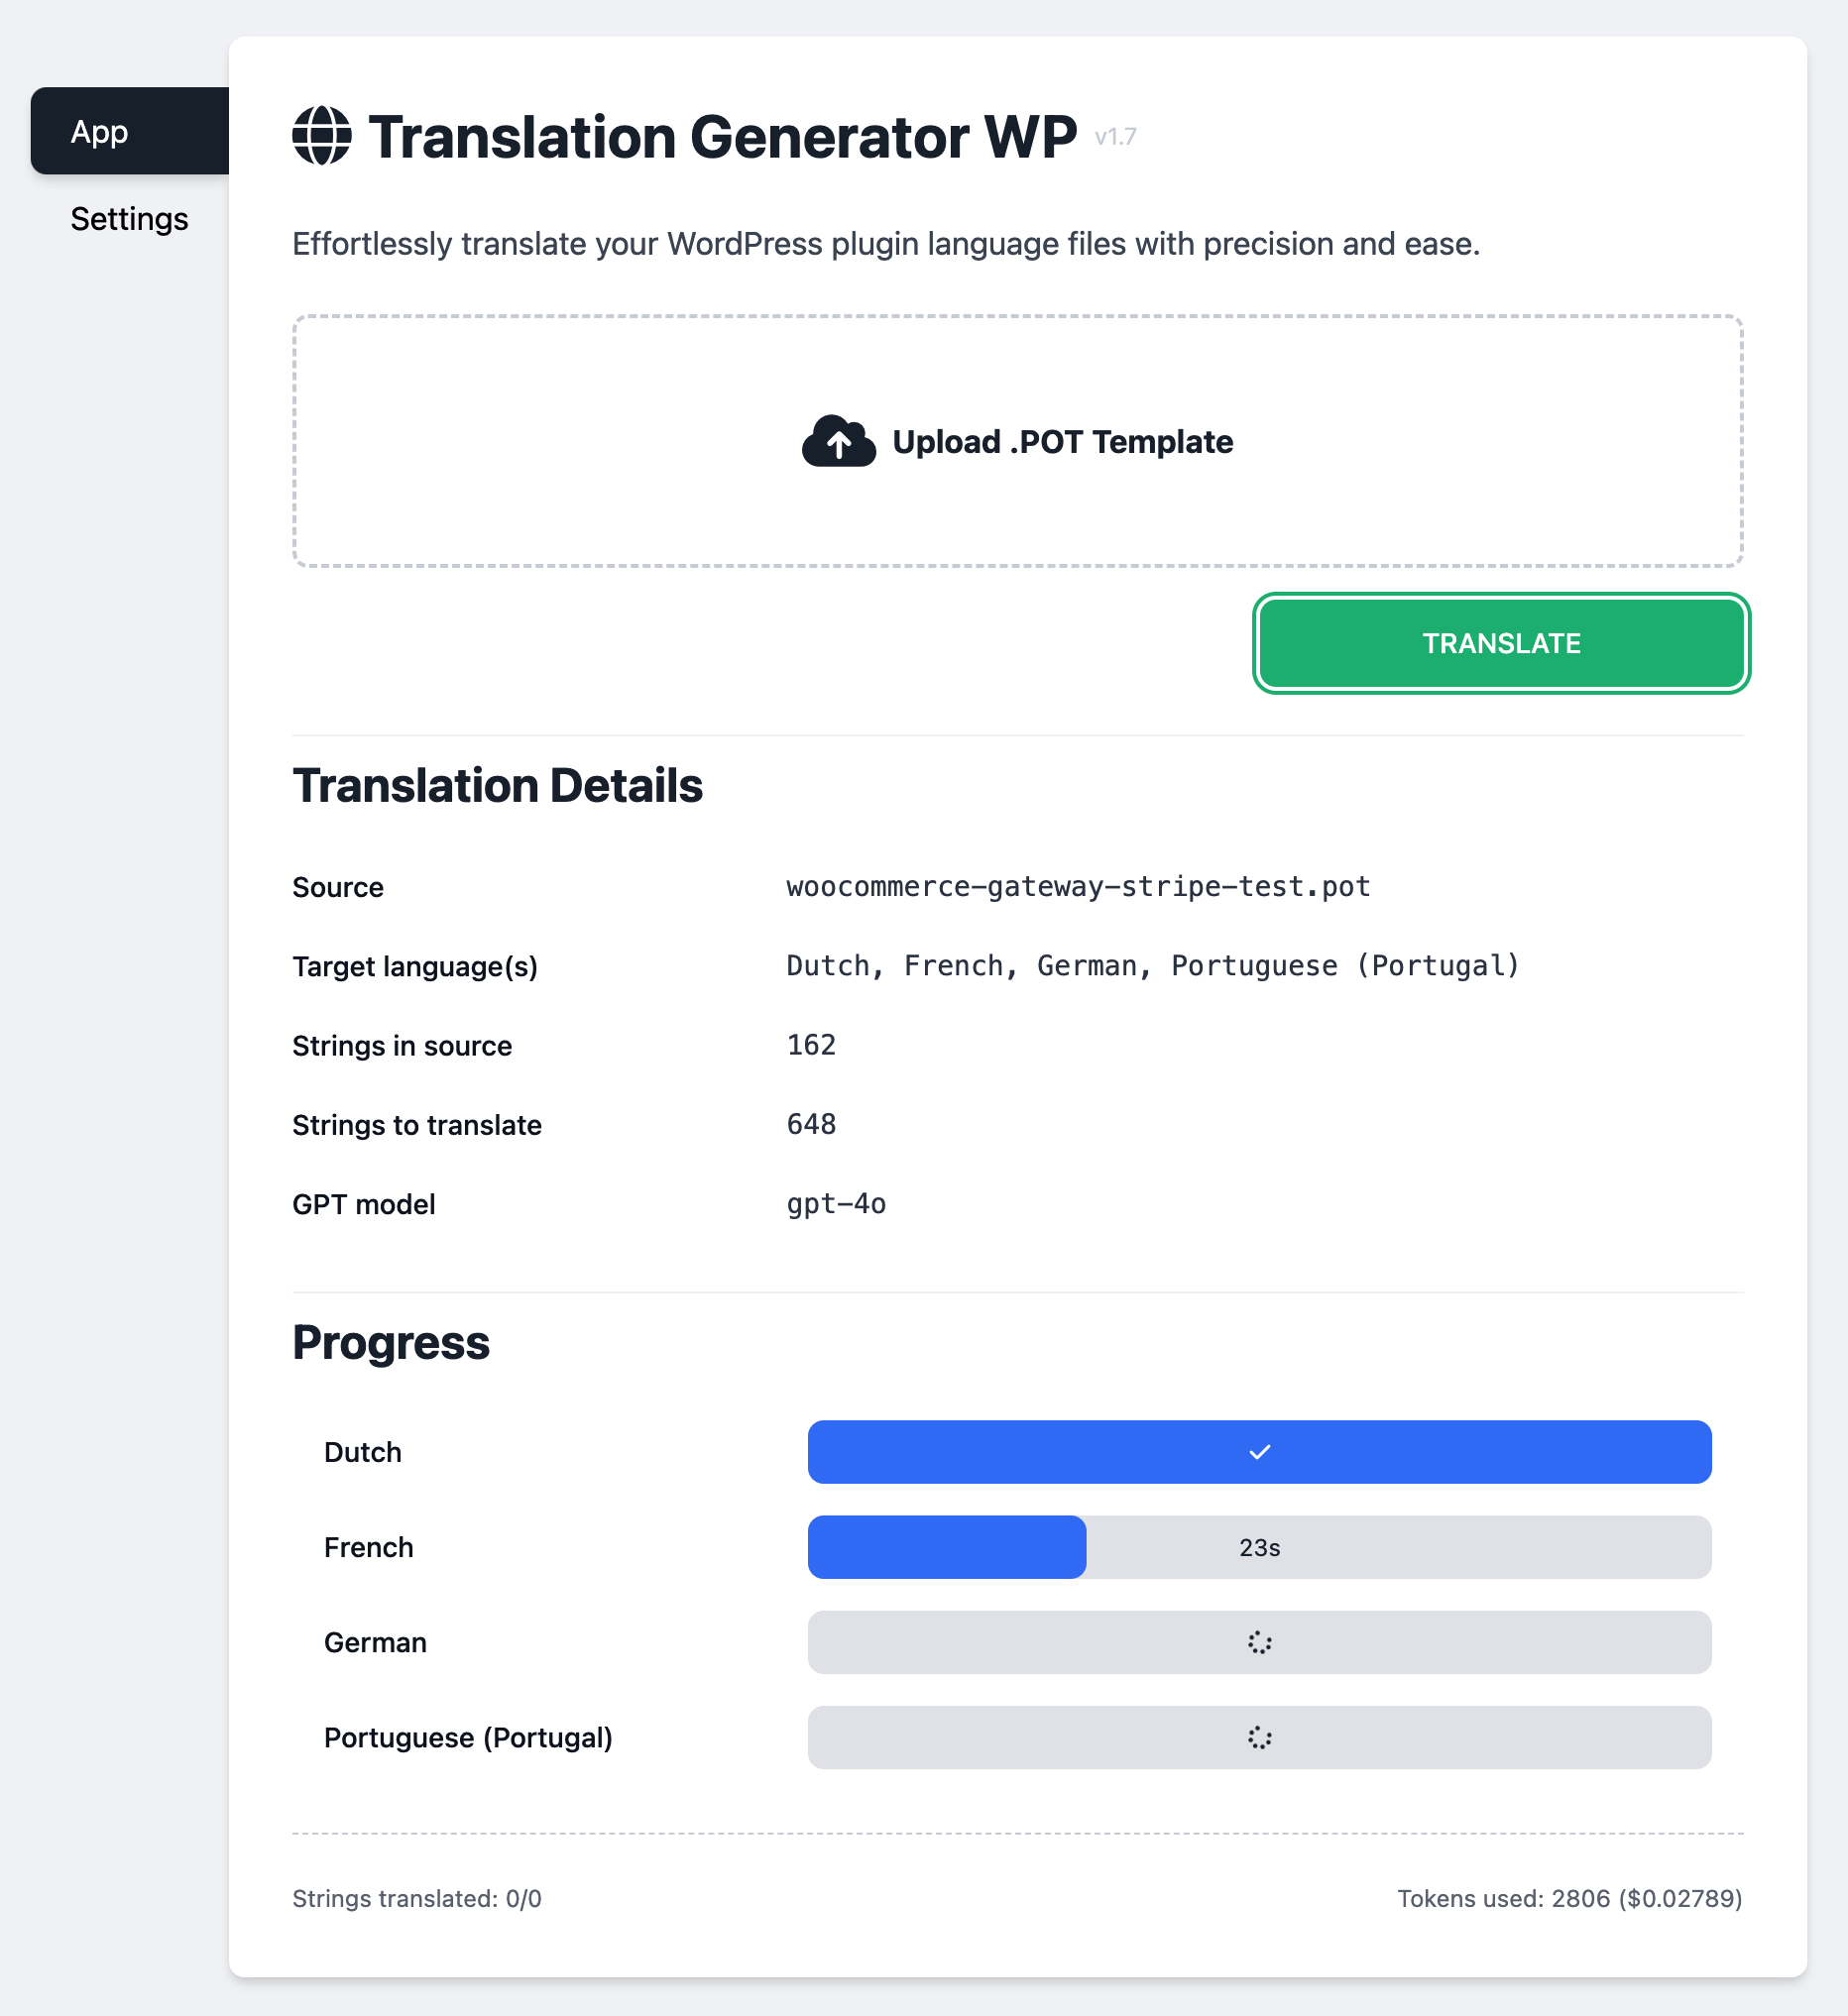 App
Settings
Translation Generator WP v1.7
Effortlessly translate your WordPress plugin language files with precision and ease.
Upload .POT Template
TRANSLATE
Translation Details
Source woocommerce-gateway-stripe-test.pot
Target language(s) Dutch, French, German, Portuguese (Portugal)
Strings in source 162
Strings to translate 648
GPT model gpt-4o
Progress
Dutch
French 23s
German
Portuguese (Portugal)
Strings translated: 0/0 Tokens used: 2806 ($0.02789)